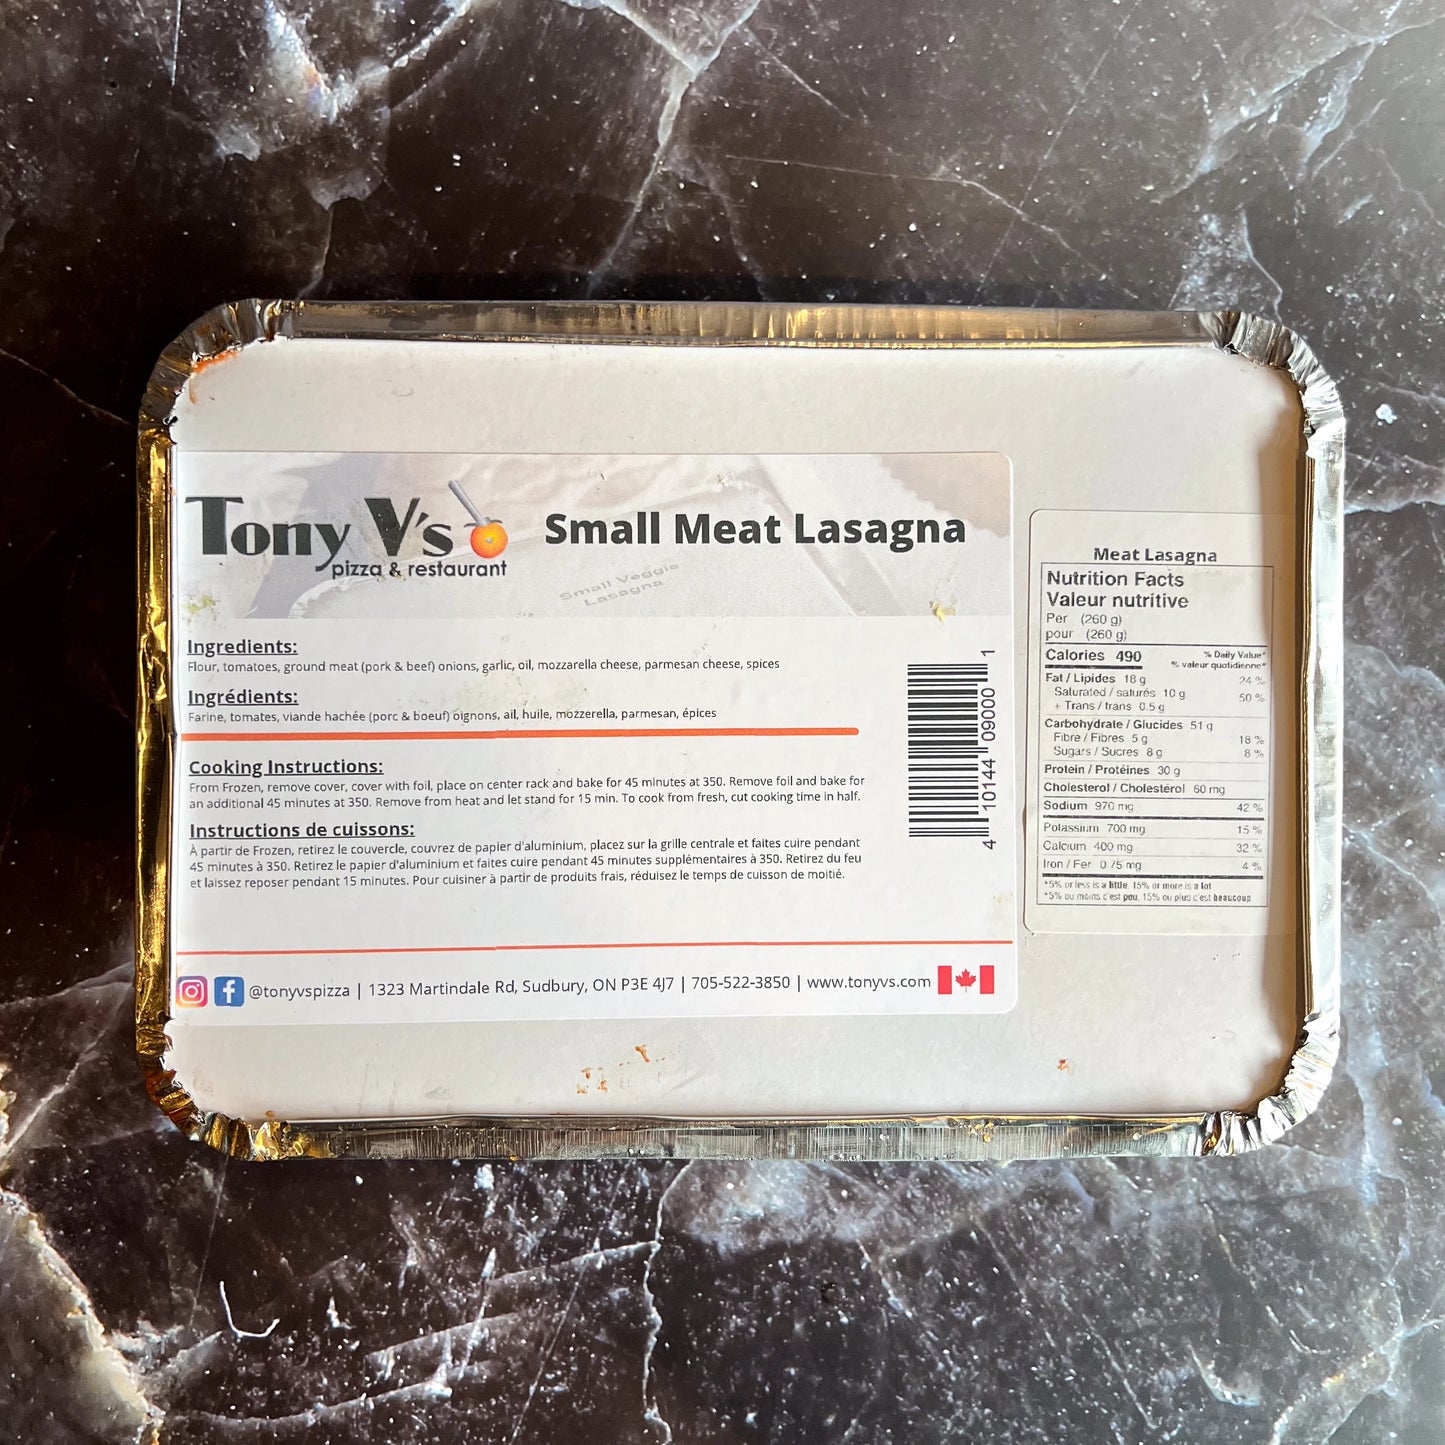 Tony V's
pizza & restaurant
Small Meat Lasagna
Small Veggie
Lasagna
Ingredients:
Flour, tomatoes, ground meat (pork & beef) onions, garlic, oil, mozzarella cheese, parmesan cheese, spices
Ingrédients:
Farine, tomates, viande hachée (porc & boeuf) oignons, ail, huile, mozzerella, parmesan, épices
Cooking Instructions:
From Frozen, remove cover, cover with foil, place on center rack and bake for 45 minutes at 350. Remove foil and bake for
an additional 45 minutes at 350. Remove from heat and let stand for 15 min. To cook from fresh, cut cooking time in half.
Instructions de cuissons:
À partir de Frozen, retirez le couvercle, couvrez de papier d'aluminium, placez sur la grille centrale et faites cuire pendant
45 minutes à 350. Retirez le papier d'aluminium et faites cuire pendant 45 minutes supplémentaires à 350. Retirez du feu
et laissez reposer pendant 15 minutes. Pour cuisiner à partir de produits frais, réduisez le temps de cuisson de moitié.
@tonyvspizza | 1323 Martindale Rd, Sudbury, ON P3E 4J7 | 705-522-3850 | www.tonyvs.com
4 10144 09000 1
Meat Lasagna
Nutrition Facts
Valeur nutritive
Per (260 g)
pour (260 g)
Calories 490
% Daily Value*
% valeur quotidienne*
Fat / Lipides 18 g 24 %
Saturated / saturés 10 g 50 %
+ Trans / trans 0.5 g
Carbohydrate / Glucides 51 g
Fibre / Fibres 5 g 18 %
Sugars / Sucres 8 g 8 %
Protein / Protéines 30 g
Cholesterol / Cholestérol 60 mg
Sodium 970 mg 42 %
Potassium 700 mg 15 %
Calcium 400 mg 32 %
Iron / Fer 0.75 mg 4 %
*5% or less is a little, 15% or more is a lot
*5% ou moins c'est peu, 15% ou plus c'est beaucoup